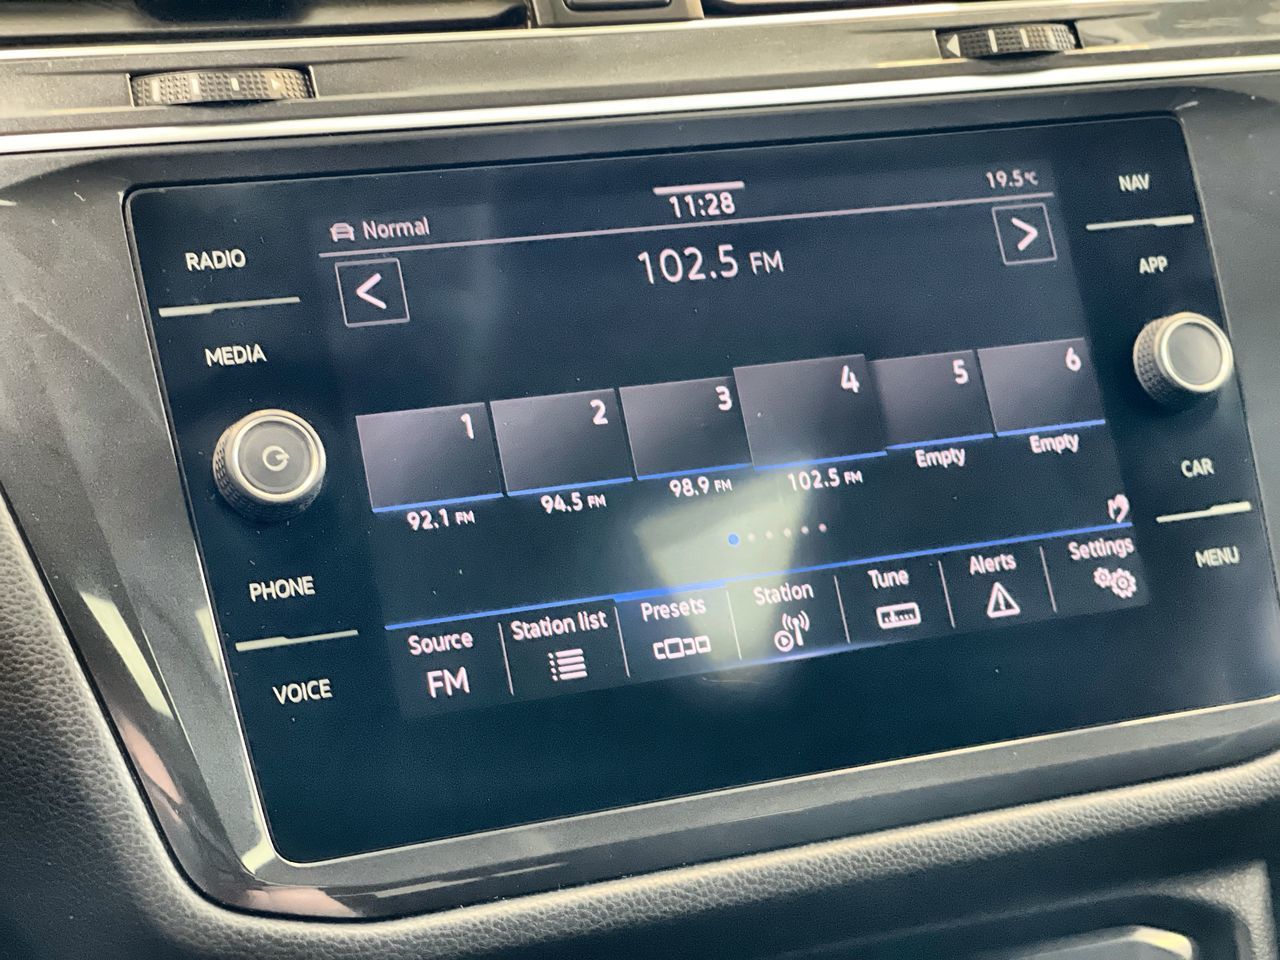 RADIO
MEDIA
PHONE
VOICE
Normal
11:28
19.5°C
102.5 FM
1
2
3
4
5
6
92.1 FM
94.5 FM
98.9 FM
102.5 FM
Empty
Empty
Source
FM
Station list
Presets
Station
Tune
Alerts
Settings
NAV
APP
CAR
MENU